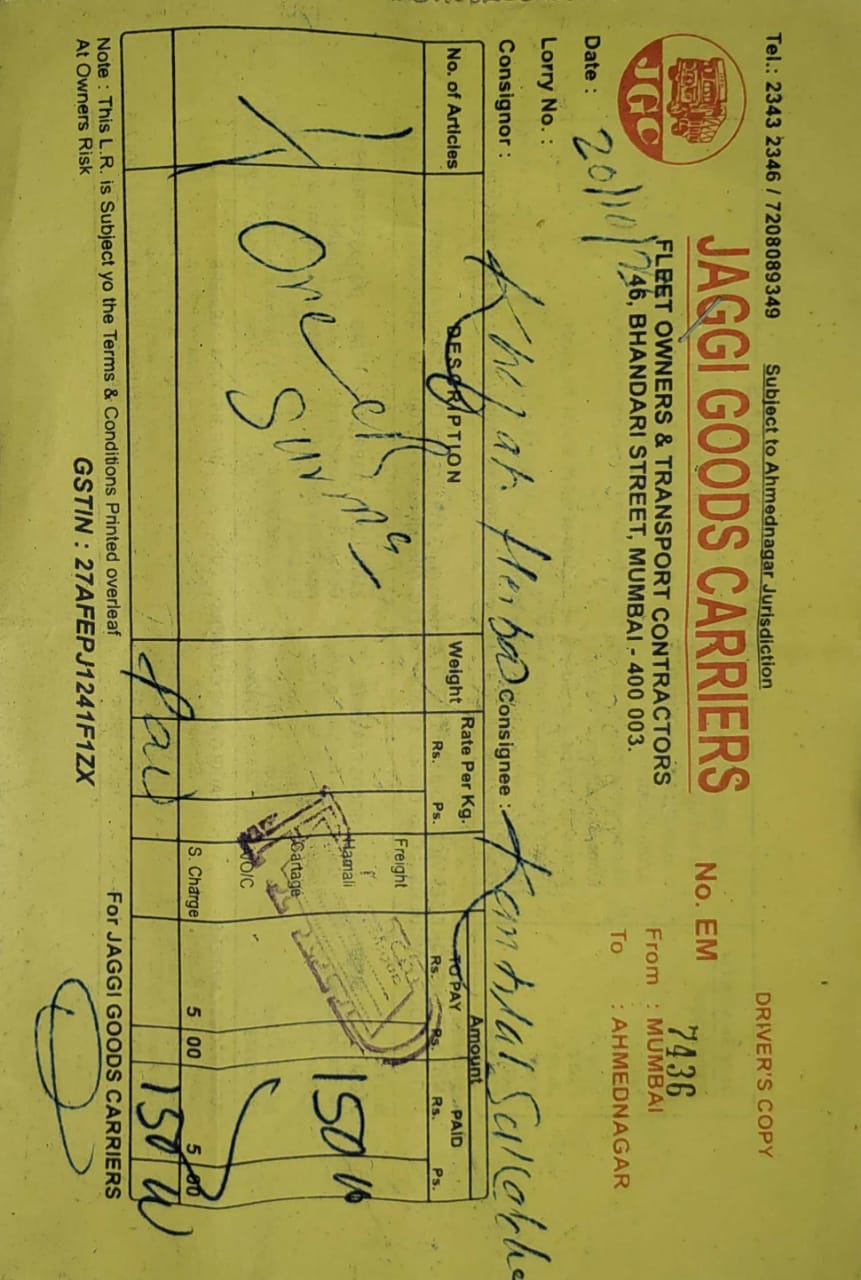 DRIVER'S COPY
Tel.: 2343 2346 / 7208089349 Subject to Ahmednagar Jurisdiction
JGC
JAGGI GOODS CARRIERS No. EM 7436
FLEET OWNERS & TRANSPORT CONTRACTORS From : MUMBAI
46, BHANDARI STREET, MUMBAI - 400 003. To : AHMEDNAGAR
Date : 20/10/
Lorry No. :
Consignor : Consignee : Kantilal
No. of Articles DESCRIPTION Weight Rate Per Kg. Amount
Rs. Ps. TO PAY PAID
Rs. Ps. Rs. Ps.
One
Freight 150
Hamali
Cartage
S. Charge 5 00 5 00
150
Note : This L.R. is Subject yo the Terms & Conditions Printed overleaf
At Owners Risk
For JAGGI GOODS CARRIERS
GSTIN : 27AFEPJ1241F1ZX